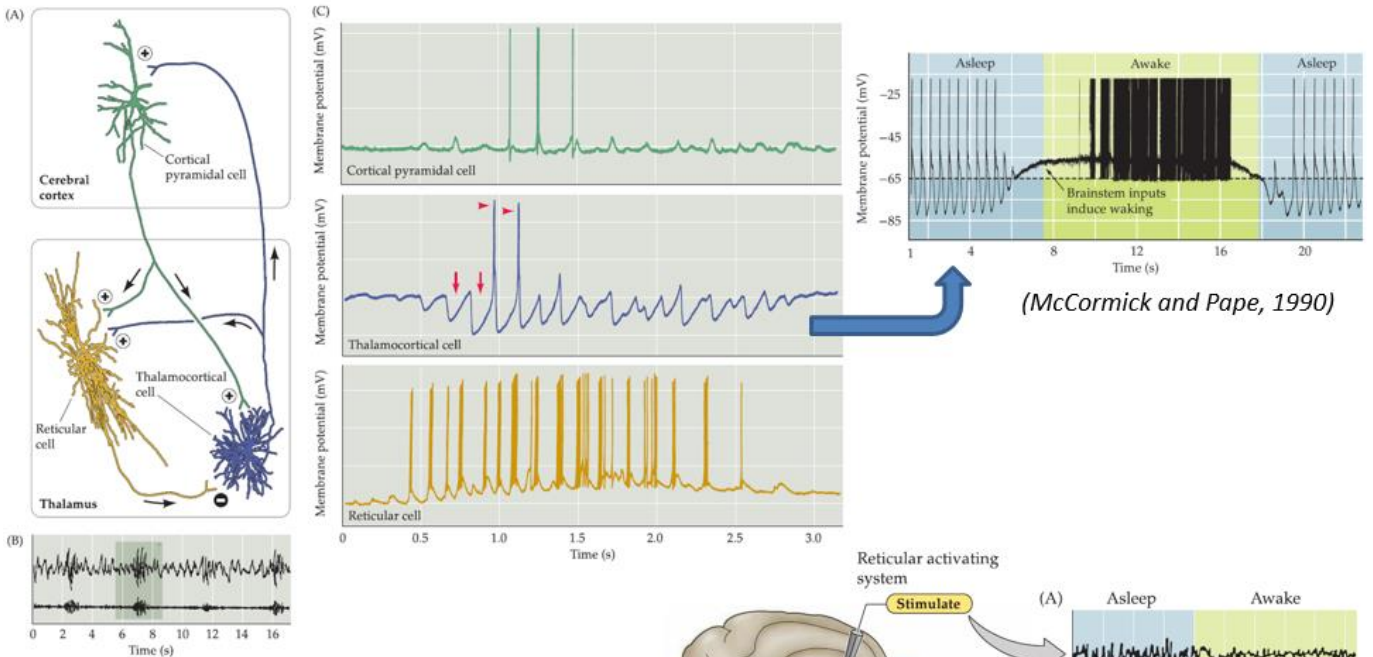 (A)
+
Cortical
pyramidal cell
Cerebral
cortex
+
+
Thalamocortical
cell
+
Reticular
cell
Thalamus
−
(B)
0 2 4 6 8 10 12 14 16
Time (s)
(C)
Membrane potential (mV)
Cortical pyramidal cell
Membrane potential (mV)
Thalamocortical cell
Membrane potential (mV)
Reticular cell
0 0.5 1.0 1.5 2.0 2.5 3.0
Time (s)
Asleep Awake Asleep
Membrane potential (mV)
−25
−45
−65
−85
Brainstem inputs
induce waking
1 4 8 12 16 20
Time (s)
(McCormick and Pape, 1990)
Reticular activating
system
Stimulate
(A) Asleep Awake